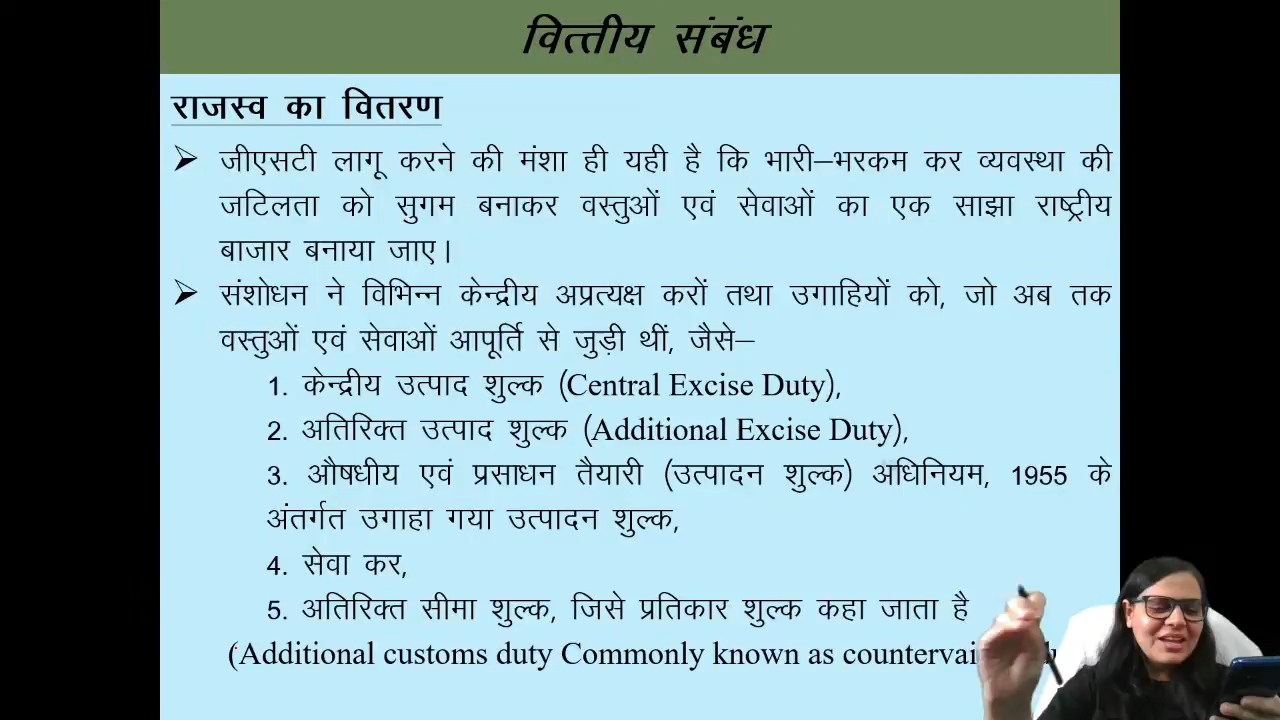 वित्तीय संबंध
राजस्व का वितरण
➢ जीएसटी लागू करने की मंशा ही यही है कि भारी–भरकम कर व्यवस्था की
जटिलता को सुगम बनाकर वस्तुओं एवं सेवाओं का एक साझा राष्ट्रीय
बाजार बनाया जाए।
➢ संशोधन ने विभिन्न केन्द्रीय अप्रत्यक्ष करों तथा उगाहियों को, जो अब तक
वस्तुओं एवं सेवाओं आपूर्ति से जुड़ी थीं, जैसे–
1. केन्द्रीय उत्पाद शुल्क (Central Excise Duty),
2. अतिरिक्त उत्पाद शुल्क (Additional Excise Duty),
3. औषधीय एवं प्रसाधन तैयारी (उत्पादन शुल्क) अधिनियम, 1955 के
अंतर्गत उगाहा गया उत्पादन शुल्क,
4. सेवा कर,
5. अतिरिक्त सीमा शुल्क, जिसे प्रतिकार शुल्क कहा जाता है
(Additional customs duty Commonly known as